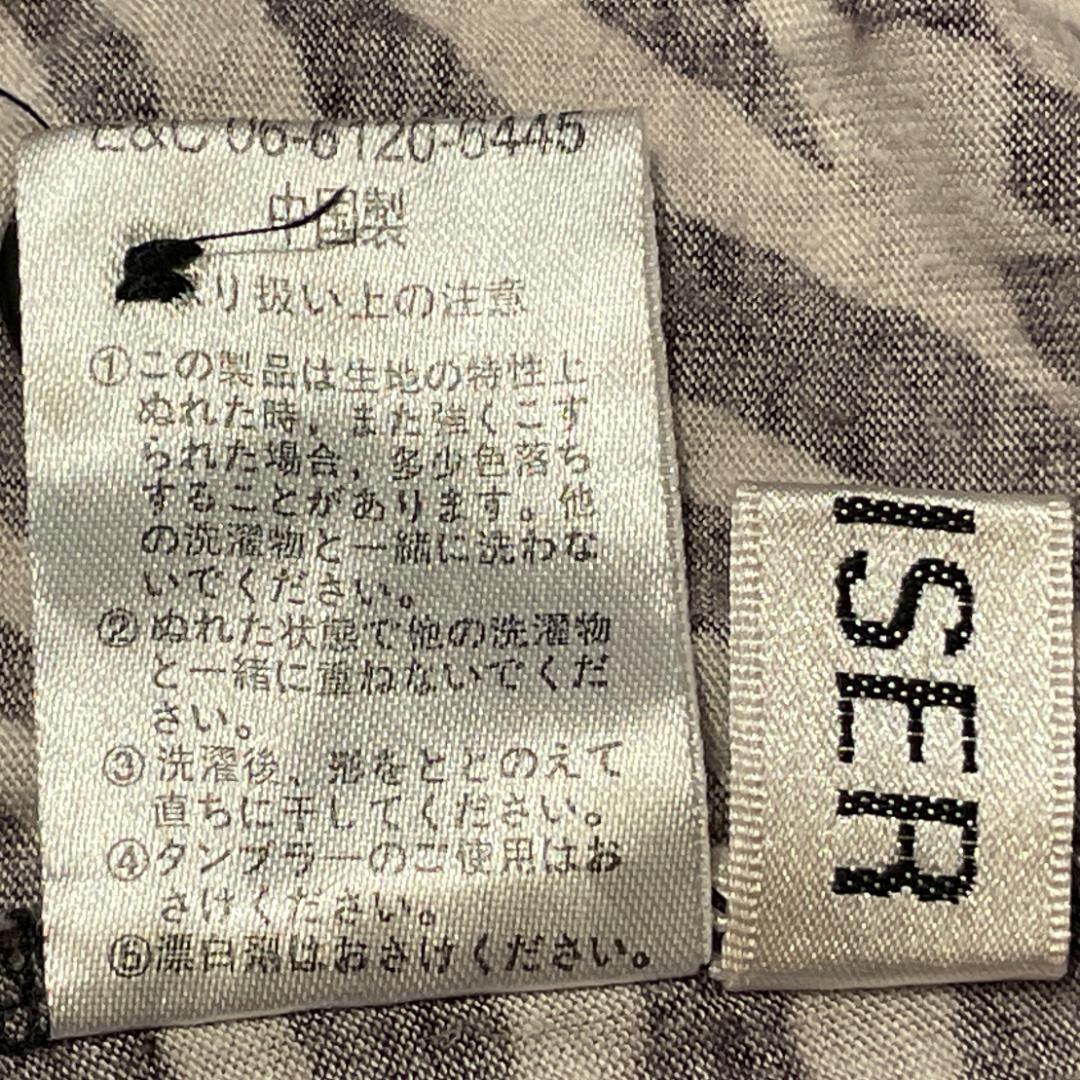 06-6120-6445
中国製
り扱い上の注意
①この製品は生地の特性上
ぬれた時、また強くこす
られた場合、多少色落ち
することがあります。他
の洗濯物と一緒に洗わな
いでください。
②ぬれた状態で他の洗濯物
と一緒に重ねないでくだ
さい。
③洗濯後、形をととのえて
直ちに干してください。
④タンブラーのご使用はお
さけください。
⑤漂白剤はおさけください。
ISER